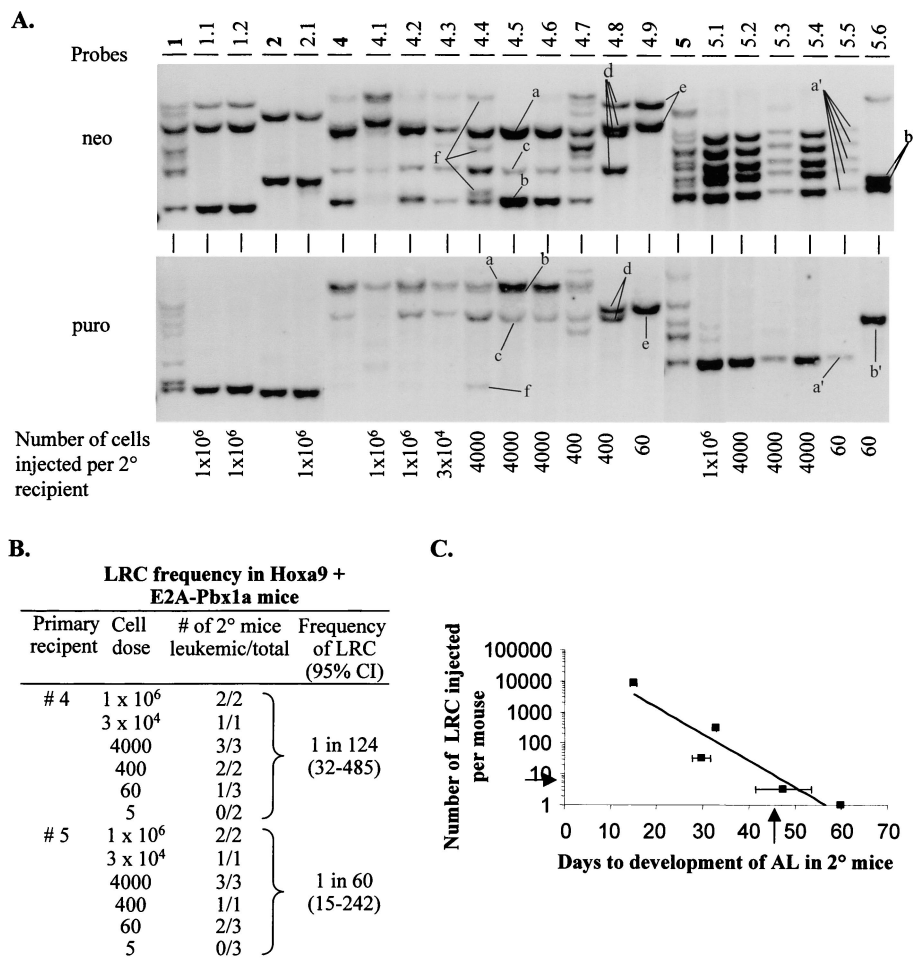 A.
Probes
1 1.1 1.2 2 2.1 4 4.1 4.2 4.3 4.4 4.5 4.6 4.7 4.8 4.9 5 5.1 5.2 5.3 5.4 5.5 5.6
neo
a
c
b
f
d
e
a'
b
puro
a
b
c
f
d
e
a'
b'
Number of cells
injected per 2°
recipient
1x10⁶ 1x10⁶ 1x10⁶ 1x10⁶ 1x10⁶ 3x10⁴ 4000 4000 4000 400 400 60 1x10⁶ 4000 4000 4000 60 60
B.
LRC frequency in Hoxa9 +
E2A-Pbx1a mice
Primary Cell # of 2° mice Frequency
recipent dose leukemic/total of LRC
(95% CI)
# 4 1 x 10⁶ 2/2
3 x 10⁴ 1/1
4000 3/3 1 in 124
400 2/2 (32-485)
60 1/3
5 0/2
# 5 1 x 10⁶ 2/2
3 x 10⁴ 1/1
4000 3/3 1 in 60
400 1/1 (15-242)
60 2/3
5 0/3
C.
Number of LRC injected
per mouse
100000
10000
1000
100
10
1
0 10 20 30 40 50 60 70
Days to development of AL in 2° mice